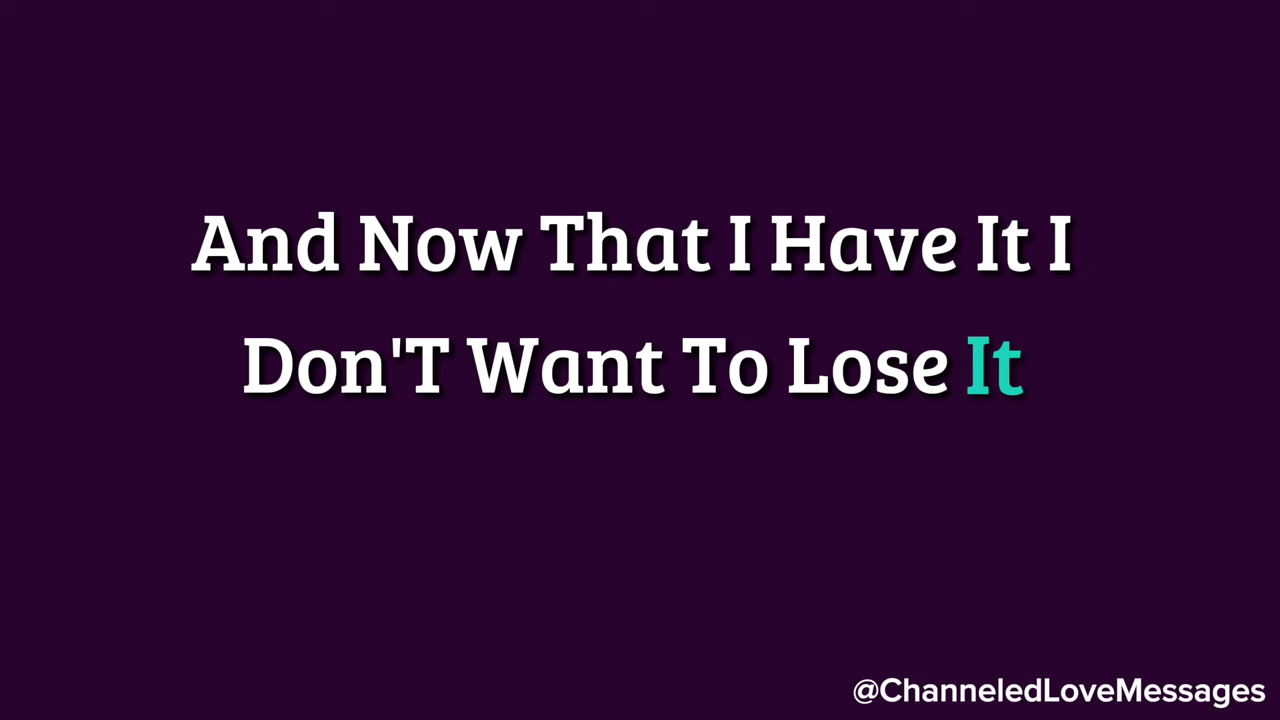 And Now That I Have It I
Don'T Want To Lose It
@ChanneledLoveMessages